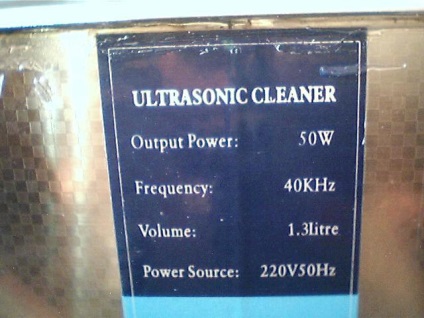 ULTRASONIC CLEANER
Output Power: 50W
Frequency: 40KHz
Volume: 1.3litre
Power Source: 220V50Hz